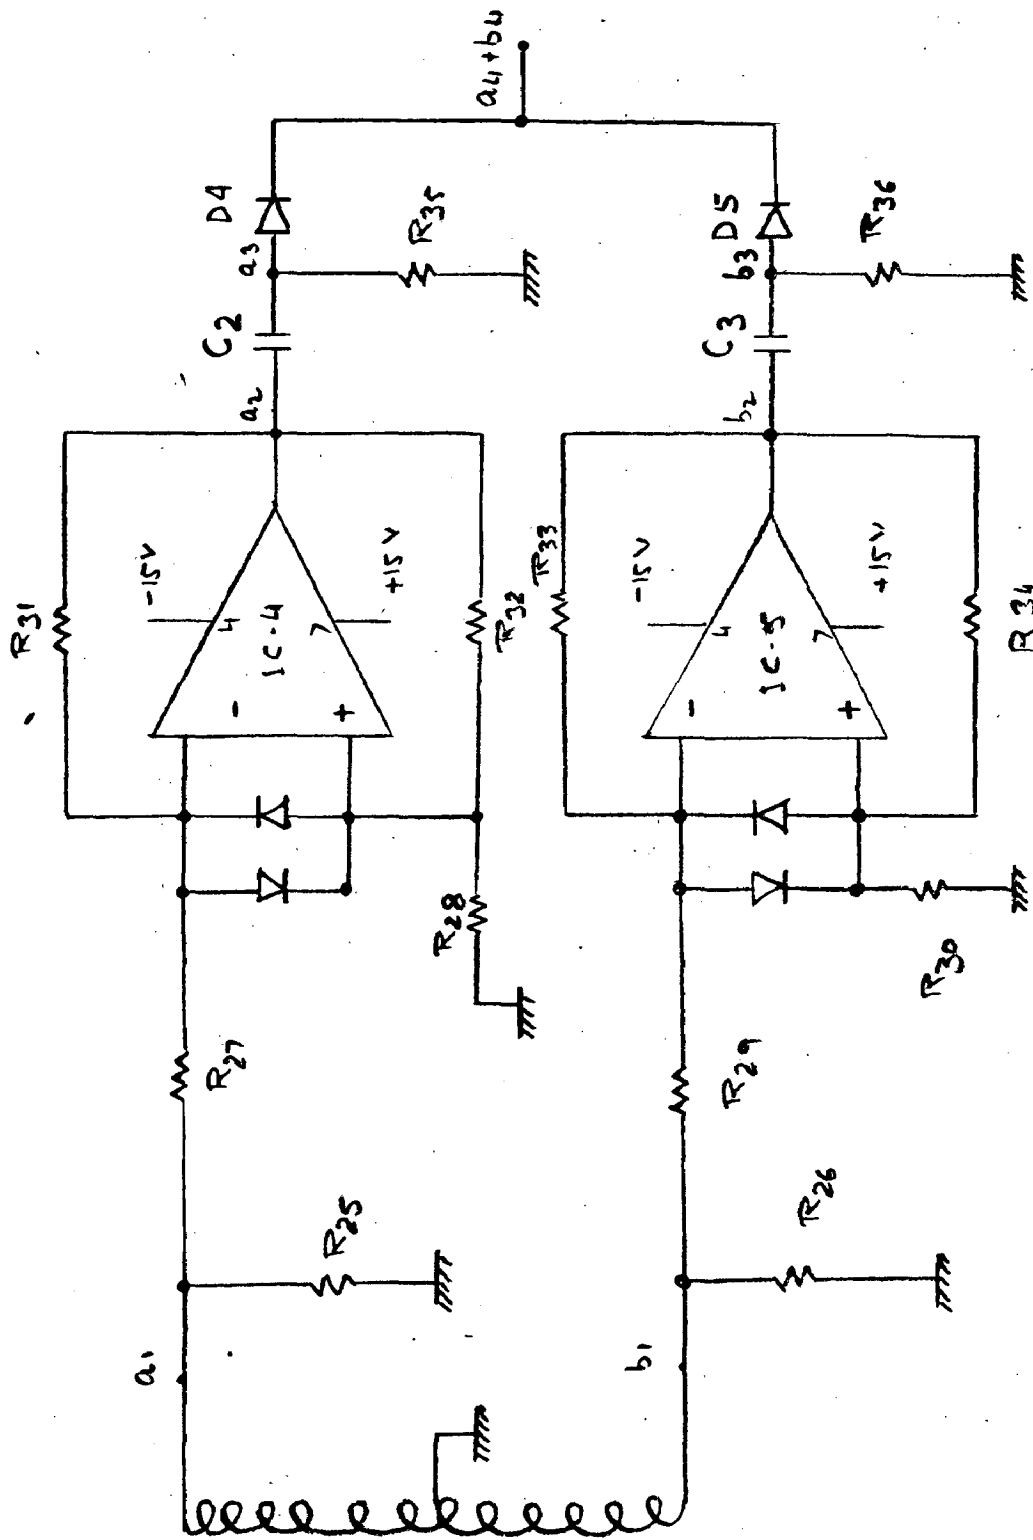 a4+b4
D4
a3
R35
C2
a2
R31
-15V
4
IC-4
-
+
7
+15V
R32
R28
R27
R25
a1
D5
b3
R36
C3
b2
R33
-15V
4
IC-5
-
+
7
+15V
R34
R30
R29
R26
b1